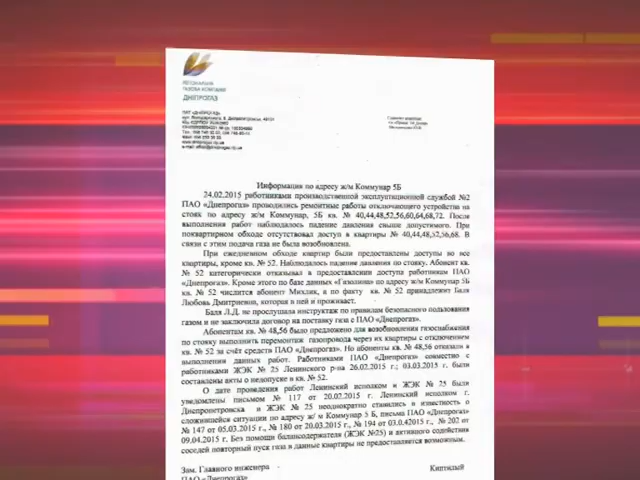 ДНІПРОГАЗ
ПАТ «ДНІПРОГАЗ»
Информация по адресу ж/м Коммунар 5Б
24.02.2015 работниками производственной эксплуатационной службой №2
ПАО «Днепрогаз» проводились ремонтные работы отключающего устройства на
стояк по адресу ж/м Коммунар, 5Б кв. № 40,44,48,52,56,60,64,68,72. После
выполнения работ наблюдалось падение давления свыше допустимого. При
поквартирном обходе отсутствовал доступ в квартиры № 40,44,48,52,56,68. В
связи с этим подача газа не была возобновлена.
При ежедневном обходе квартир были предоставлены доступы во все
квартиры, кроме кв. № 52. Наблюдалось падение давления по стояку. Абонент кв.
№ 52 категорически отказывал в предоставлении доступа работникам ПАО
«Днепрогаз». Кроме этого по базе данных «Газолина» по адресу ж/м Коммунар 5Б
кв. № 52 числится абонент Михлик, а по факту кв. № 52 принадлежит Баля
Любовь Дмитриевна, которая в ней и проживает.
Баля Л.Д. не прослушала инструктаж по правилам безопасного пользования
газом и не заключила договор на поставку газа с ПАО «Днепрогаз».
Абонентам кв. № 48,56 было предложено для возобновления газоснабжения
по стояку выполнить перемонтаж газопровода через их квартиры с отключением
кв. № 52 за счёт средств ПАО «Днепрогаз». Но абоненты кв. № 48,56 отказали в
выполнении данных работ. Работниками ПАО «Днепрогаз» совместно с
работниками ЖЭК № 25 Ленинского р-на 26.02.2015 г.; 03.03.2015 г. были
составлены акты о недопуске в кв. № 52.
О дате проведения работ Ленинский исполком и ЖЭК № 25 были
уведомлены письмом № 117 от 20.02.2015 г. Ленинский исполком г.
Днепропетровска и ЖЭК № 25 неоднократно ставились в известность о
сложившейся ситуации по адресу ж/м Коммунар 5 Б, письма ПАО «Днепрогаз»
№ 147 от 05.03.2015 г., № 180 от 20.03.2015 г., № 194 от 03.0.42015 г., № 202 от
09.04.2015 г. Без помощи балансодержателя (ЖЭК №25) и активного содействия
соседей повторный пуск газа в данные квартиры не предоставляется возможным.
Зам. Главного инженера Киптидый
ПАО «Днепрогаз»